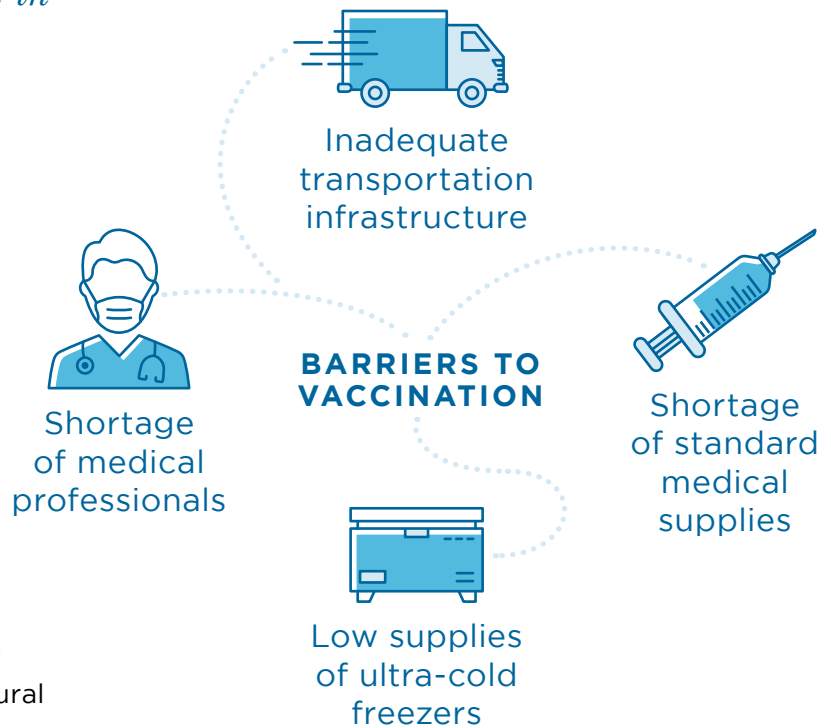 in
Inadequate
transportation
infrastructure
BARRIERS TO
VACCINATION
Shortage
of medical
professionals
Shortage
of standard
medical
supplies
Low supplies
of ultra-cold
freezers
ural